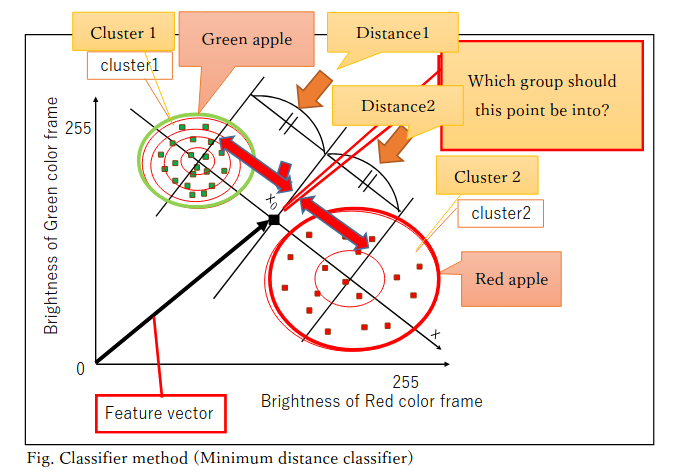 Cluster 1
cluster1
Green apple
Distance1
Distance2
Which group should
this point be into?
Cluster 2
cluster2
Red apple
255
Brightness of Green color frame
x0
x
0
255
Brightness of Red color frame
Feature vector
Fig. Classifier method (Minimum distance classifier)